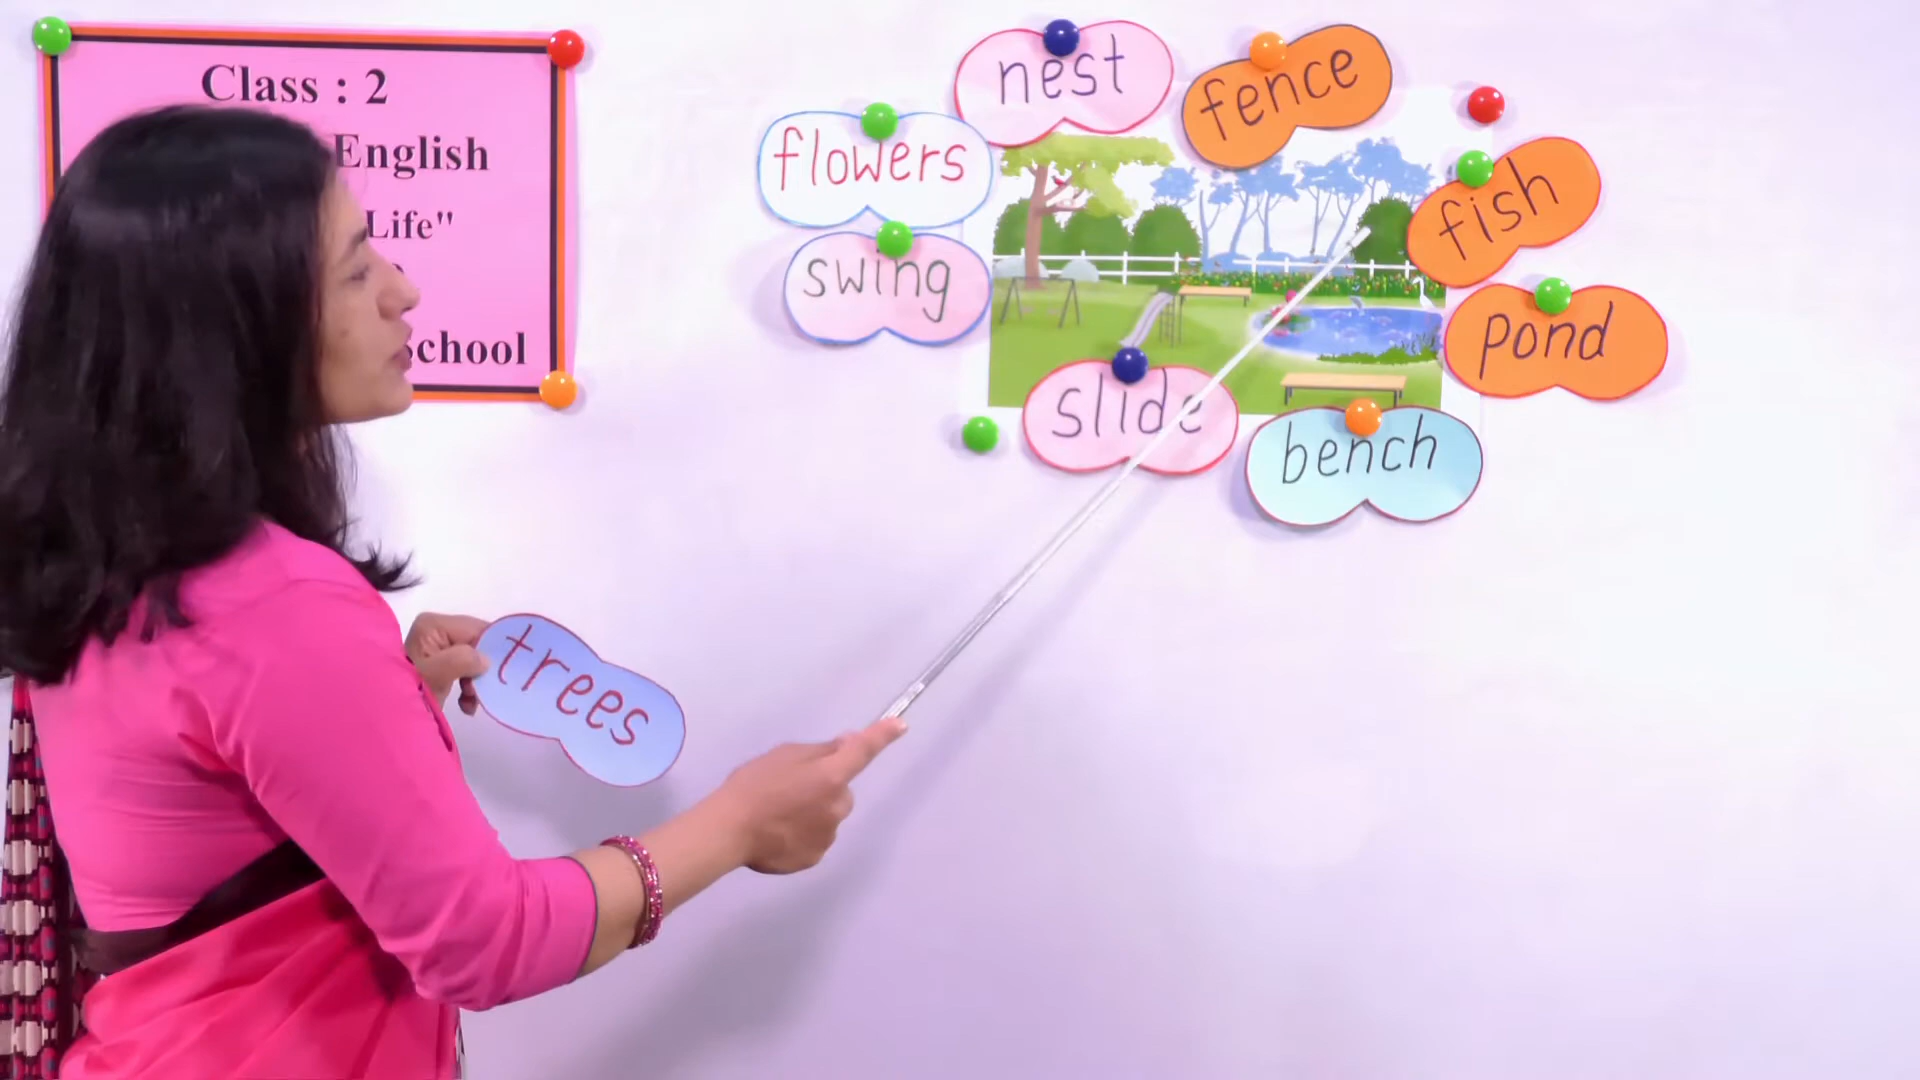 Class : 2
English
Life"
School
nest
fence
flowers
fish
swing
pond
slide
bench
trees